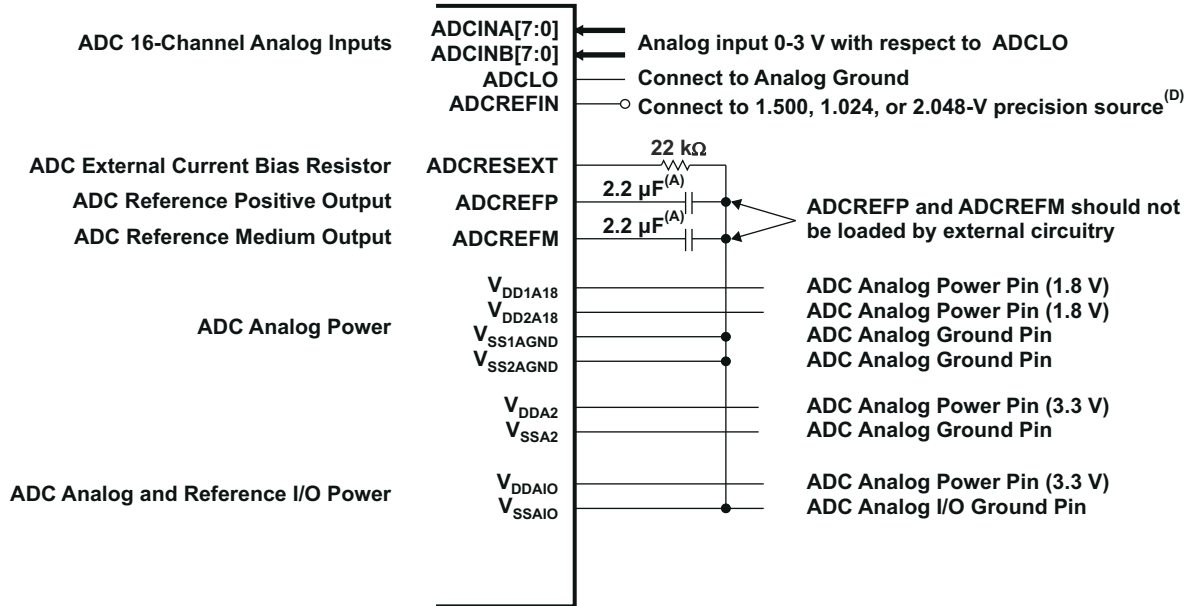 ADC 16-Channel Analog Inputs
ADCINA[7:0]
ADCINB[7:0]
Analog input 0-3 V with respect to ADCLO
ADCLO
Connect to Analog Ground
ADCREFIN
Connect to 1.500, 1.024, or 2.048-V precision source(D)
ADC External Current Bias Resistor
ADCRESEXT
22 kΩ
ADC Reference Positive Output
ADCREFP
2.2 μF(A)
ADC Reference Medium Output
ADCREFM
2.2 μF(A)
ADCREFP and ADCREFM should not
be loaded by external circuitry
ADC Analog Power
VDD1A18
ADC Analog Power Pin (1.8 V)
VDD2A18
ADC Analog Power Pin (1.8 V)
VSS1AGND
ADC Analog Ground Pin
VSS2AGND
ADC Analog Ground Pin
VDDA2
ADC Analog Power Pin (3.3 V)
VSSA2
ADC Analog Ground Pin
ADC Analog and Reference I/O Power
VDDAIO
ADC Analog Power Pin (3.3 V)
VSSAIO
ADC Analog I/O Ground Pin